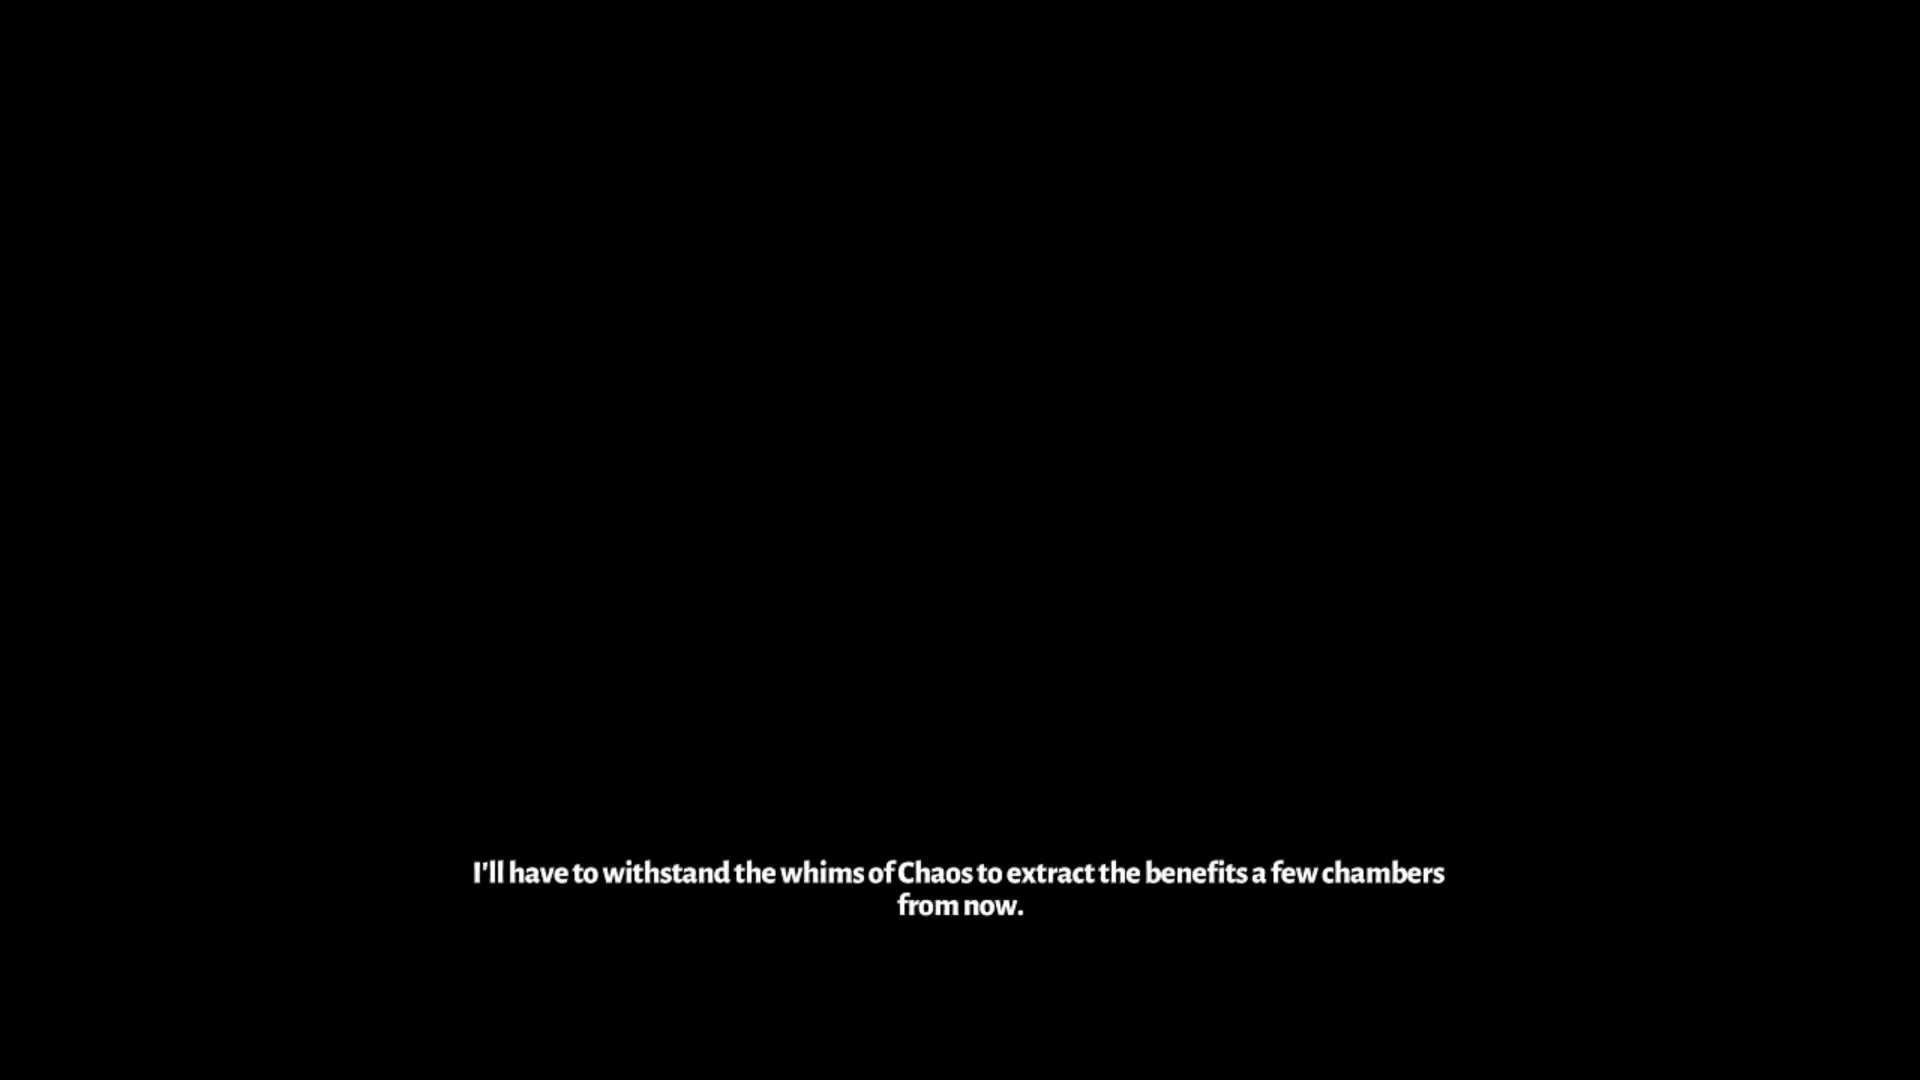 I'll have to withstand the whims of Chaos to extract the benefits a few chambers
from now.